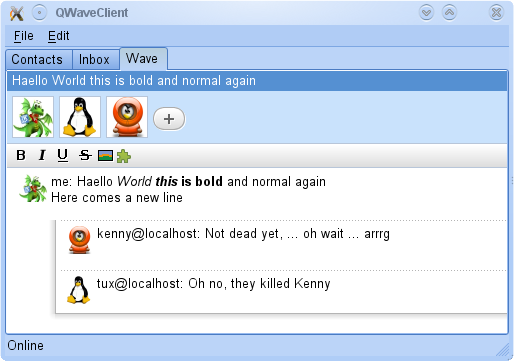 QWaveClient
File Edit
Contacts Inbox Wave
Haello World this is bold and normal again
+
B I U S
me: Haello World this is bold and normal again
Here comes a new line
kenny@localhost: Not dead yet, ... oh wait ... arrrg
tux@localhost: Oh no, they killed Kenny
Online